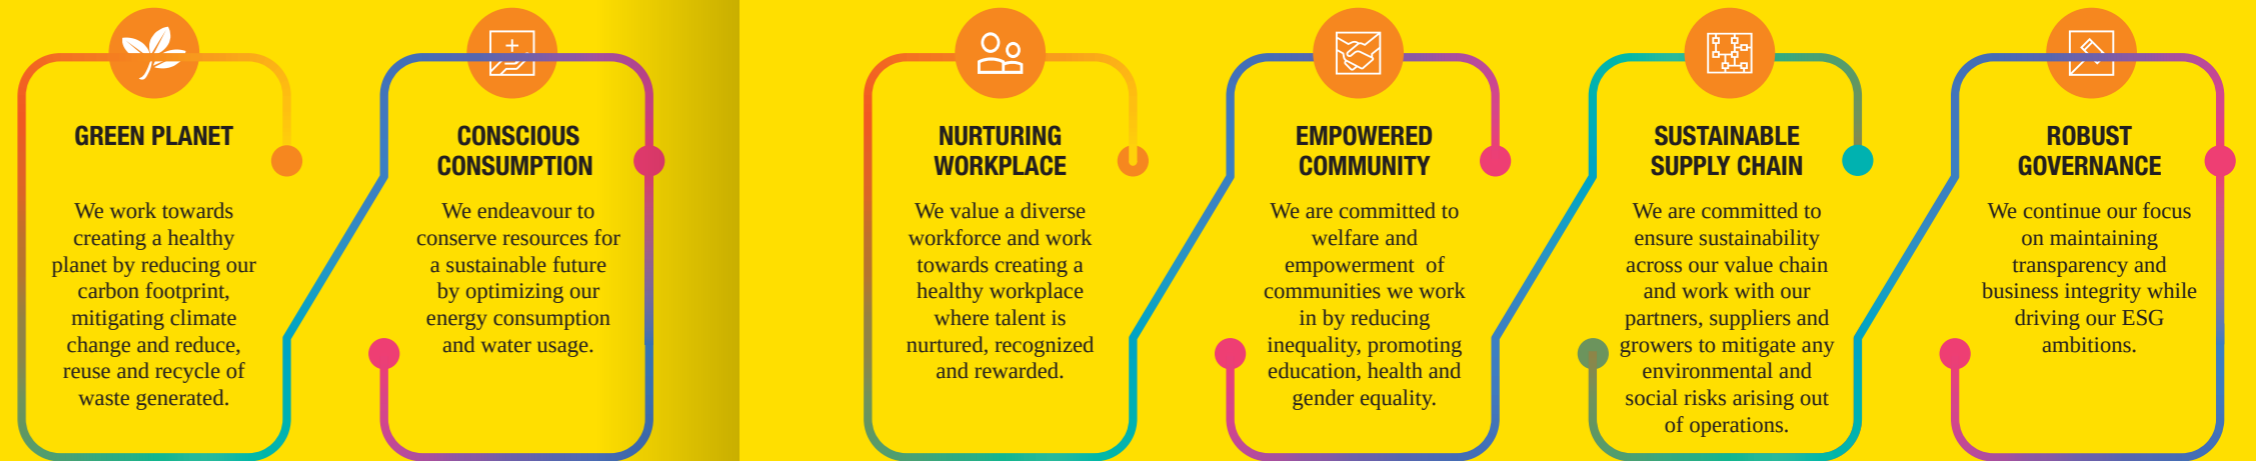 GREEN PLANET
We work towards
creating a healthy
planet by reducing our
carbon footprint,
mitigating climate
change and reduce,
reuse and recycle of
waste generated.
CONSCIOUS
CONSUMPTION
We endeavour to
conserve resources for
a sustainable future
by optimizing our
energy consumption
and water usage.
NURTURING
WORKPLACE
We value a diverse
workforce and work
towards creating a
healthy workplace
where talent is
nurtured, recognized
and rewarded.
EMPOWERED
COMMUNITY
We are committed to
welfare and
empowerment of
communities we work
in by reducing
inequality, promoting
education, health and
gender equality.
SUSTAINABLE
SUPPLY CHAIN
We are committed to
ensure sustainability
across our value chain
and work with our
partners, suppliers and
growers to mitigate any
environmental and
social risks arising out
of operations.
ROBUST
GOVERNANCE
We continue our focus
on maintaining
transparency and
business integrity while
driving our ESG
ambitions.